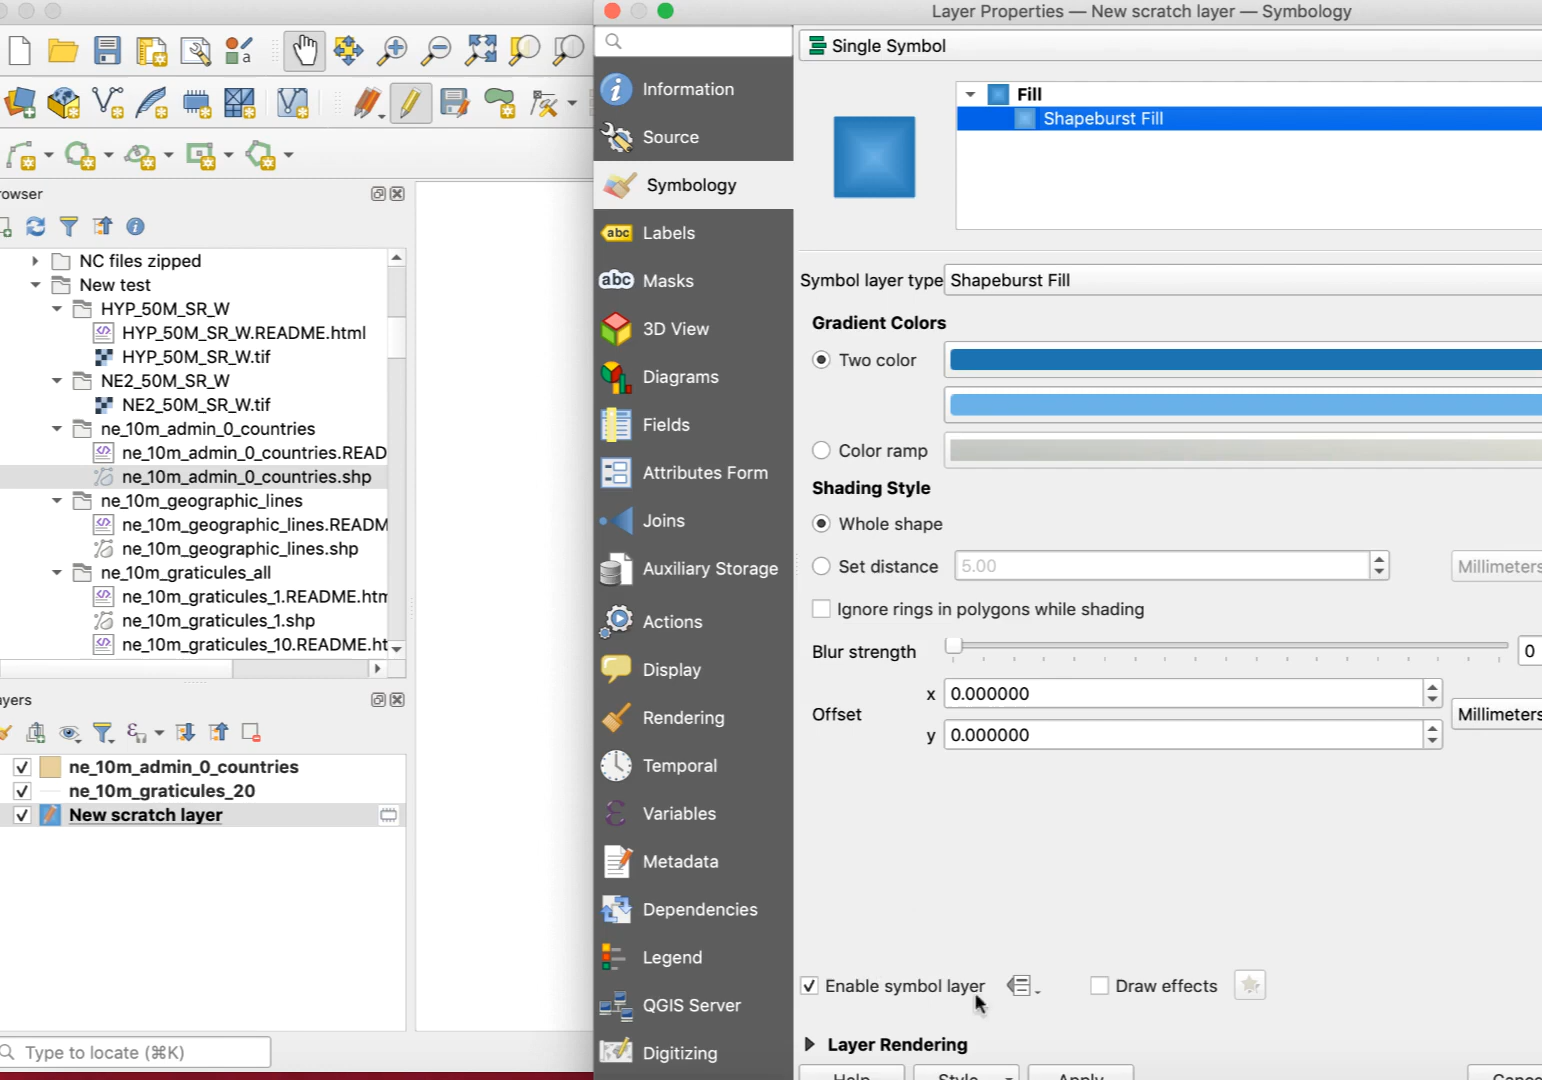 Layer Properties — New scratch layer — Symbology
Information
Source
Symbology
Labels
Masks
3D View
Diagrams
Fields
Attributes Form
Joins
Auxiliary Storage
Actions
Display
Rendering
Temporal
Variables
Metadata
Dependencies
Legend
QGIS Server
Digitizing
Single Symbol
Fill
Shapeburst Fill
Symbol layer type Shapeburst Fill
Gradient Colors
Two color
Color ramp
Shading Style
Whole shape
Set distance 5.00 Millimeters
Ignore rings in polygons while shading
Blur strength 0
x 0.000000
Offset Millimeters
y 0.000000
Enable symbol layer Draw effects
Layer Rendering
Help Style Apply
rowser
NC files zipped
New test
HYP_50M_SR_W
HYP_50M_SR_W.README.html
HYP_50M_SR_W.tif
NE2_50M_SR_W
NE2_50M_SR_W.tif
ne_10m_admin_0_countries
ne_10m_admin_0_countries.READ
ne_10m_admin_0_countries.shp
ne_10m_geographic_lines
ne_10m_geographic_lines.READM
ne_10m_geographic_lines.shp
ne_10m_graticules_all
ne_10m_graticules_1.README.htm
ne_10m_graticules_1.shp
ne_10m_graticules_10.README.ht
yers
ne_10m_admin_0_countries
ne_10m_graticules_20
New scratch layer
Type to locate (⌘K)